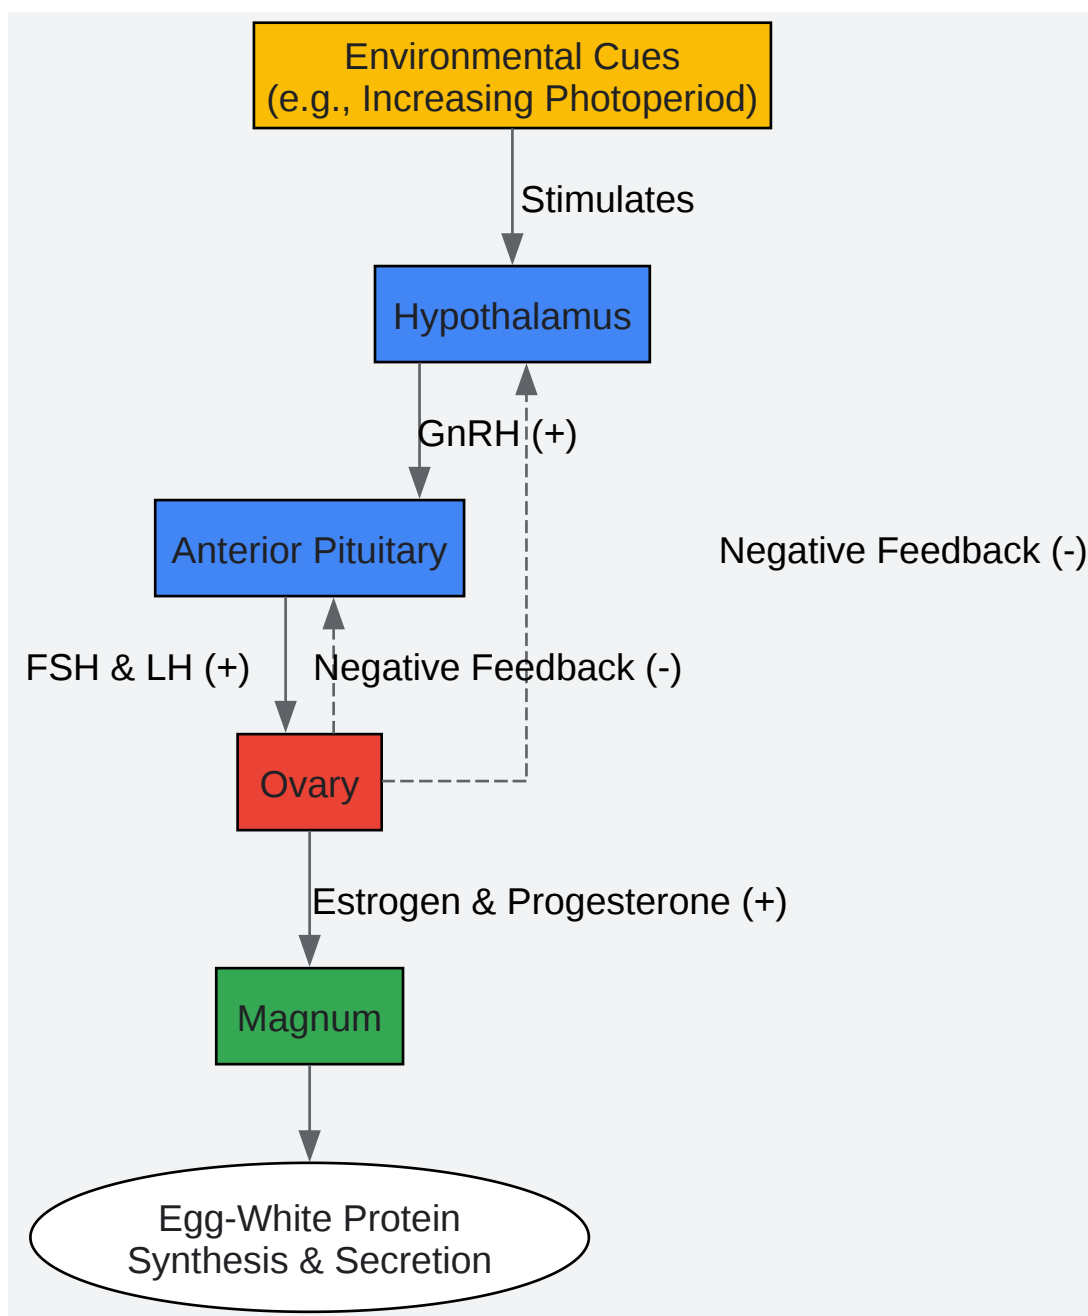 Environmental Cues
(e.g., Increasing Photoperiod)
Stimulates
Hypothalamus
GnRH (+)
Anterior Pituitary
Negative Feedback (-)
FSH & LH (+)
Negative Feedback (-)
Ovary
Estrogen & Progesterone (+)
Magnum
Egg-White Protein
Synthesis & Secretion